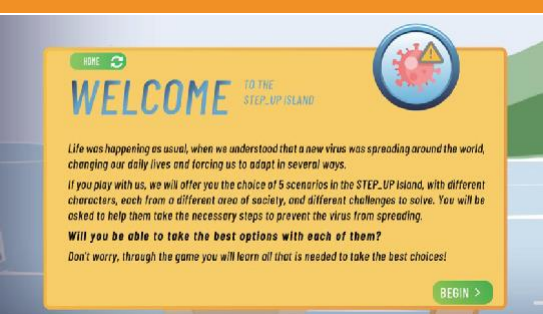 HOME
WELCOME TO THE
STEP_UP ISLAND
Life was happening as usual, when we understood that a new virus was spreading around the world,
changing our daily lives and forcing us to adapt in several ways.
If you play with us, we will offer you the choice of 5 scenarios in the STEP_UP Island, with different
characters, each from a different area of society, and different challenges to solve. You will be
asked to help them take the necessary steps to prevent the virus from spreading.
Will you be able to take the best options with each of them?
Don't worry, through the game you will learn all that is needed to take the best choices!
BEGIN >